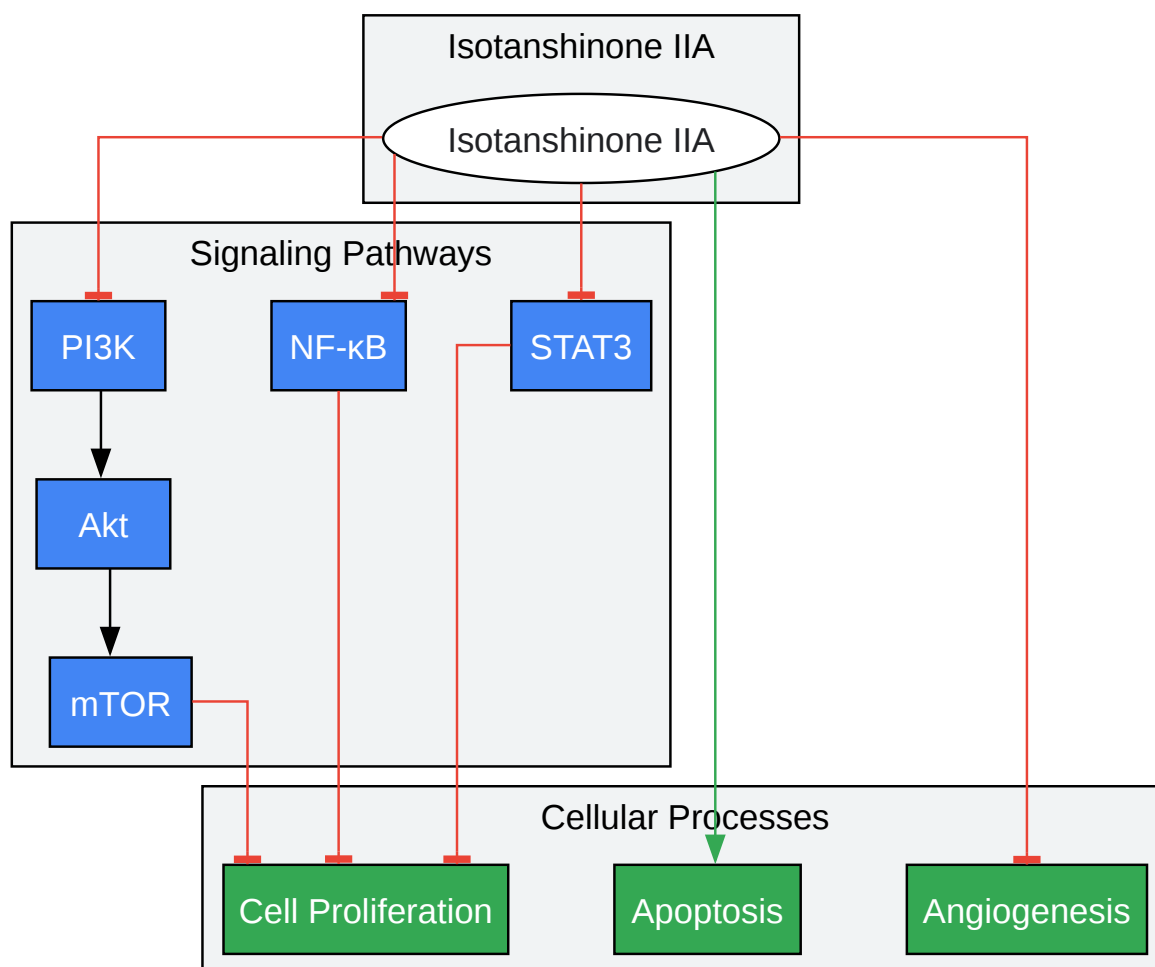 Isotanshinone IIA
Isotanshinone IIA
Signaling Pathways
PI3K
NF-κB
STAT3
Akt
mTOR
Cellular Processes
Cell Proliferation
Apoptosis
Angiogenesis